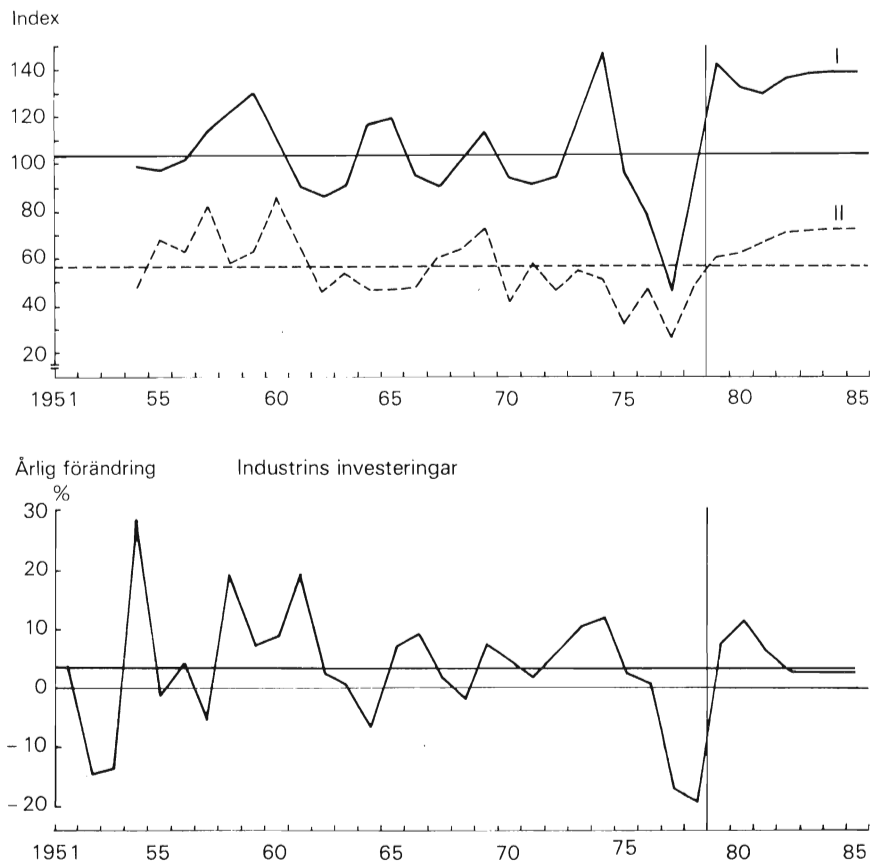 Index
140
120
100
80
60
40
20
I
II
1951 55 60 65 70 75 80 85
Årlig förändring Industrins investeringar
%
30
20
10
0
– 10
– 20
1951 55 60 65 70 75 80 85